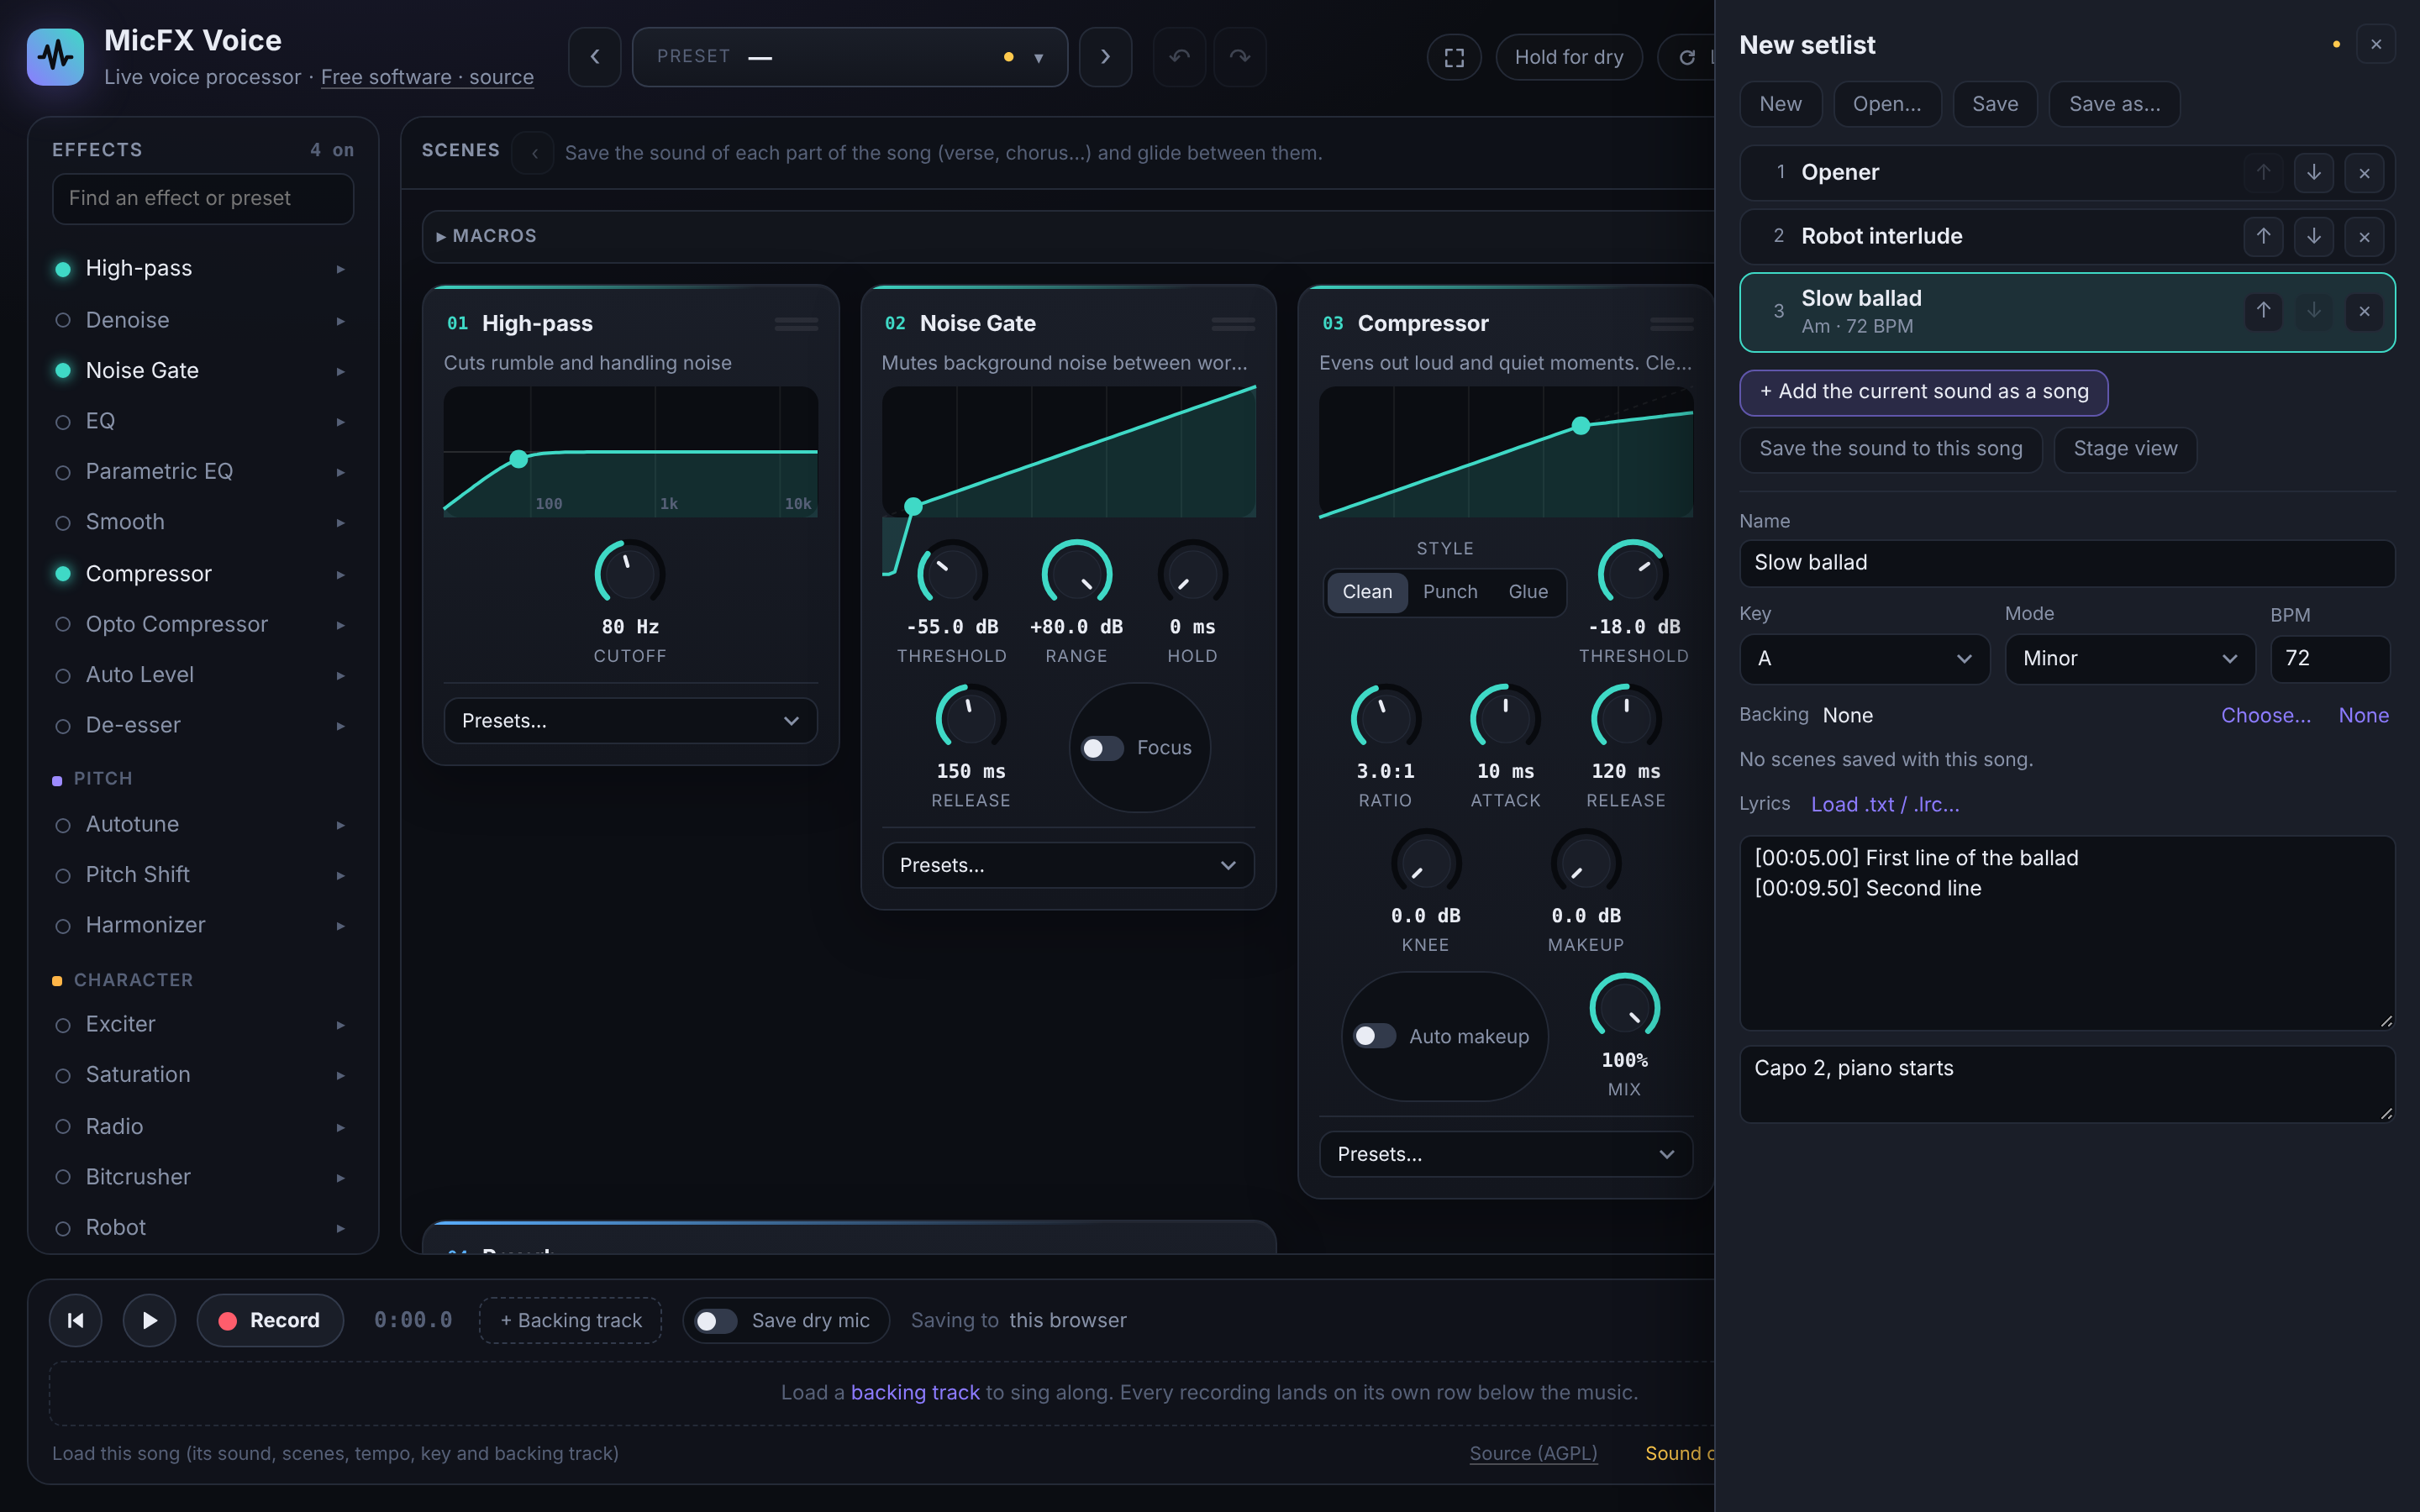 MicFX Voice
Live voice processor · Free software · source
PRESET —
Hold for dry
EFFECTS 4 on
Find an effect or preset
High-pass
Denoise
Noise Gate
EQ
Parametric EQ
Smooth
Compressor
Opto Compressor
Auto Level
De-esser
PITCH
Autotune
Pitch Shift
Harmonizer
CHARACTER
Exciter
Saturation
Radio
Bitcrusher
Robot
SCENES Save the sound of each part of the song (verse, chorus...) and glide between them.
MACROS
01 High-pass
Cuts rumble and handling noise
100 1k 10k
80 Hz
CUTOFF
Presets...
02 Noise Gate
Mutes background noise between wor...
-55.0 dB +80.0 dB 0 ms
THRESHOLD RANGE HOLD
150 ms Focus
RELEASE
Presets...
03 Compressor
Evens out loud and quiet moments. Cle...
STYLE
Clean Punch Glue
-18.0 dB
THRESHOLD
3.0:1 10 ms 120 ms
RATIO ATTACK RELEASE
0.0 dB 0.0 dB
KNEE MAKEUP
Auto makeup
100%
MIX
Presets...
Record 0:00.0 + Backing track Save dry mic Saving to this browser
Load a backing track to sing along. Every recording lands on its own row below the music.
Load this song (its sound, scenes, tempo, key and backing track) Source (AGPL) Sound
New setlist
New Open... Save Save as...
1 Opener
2 Robot interlude
3 Slow ballad
Am · 72 BPM
+ Add the current sound as a song
Save the sound to this song Stage view
Name
Slow ballad
Key Mode BPM
A Minor 72
Backing None Choose... None
No scenes saved with this song.
Lyrics Load .txt / .lrc...
[00:05.00] First line of the ballad
[00:09.50] Second line
Capo 2, piano starts